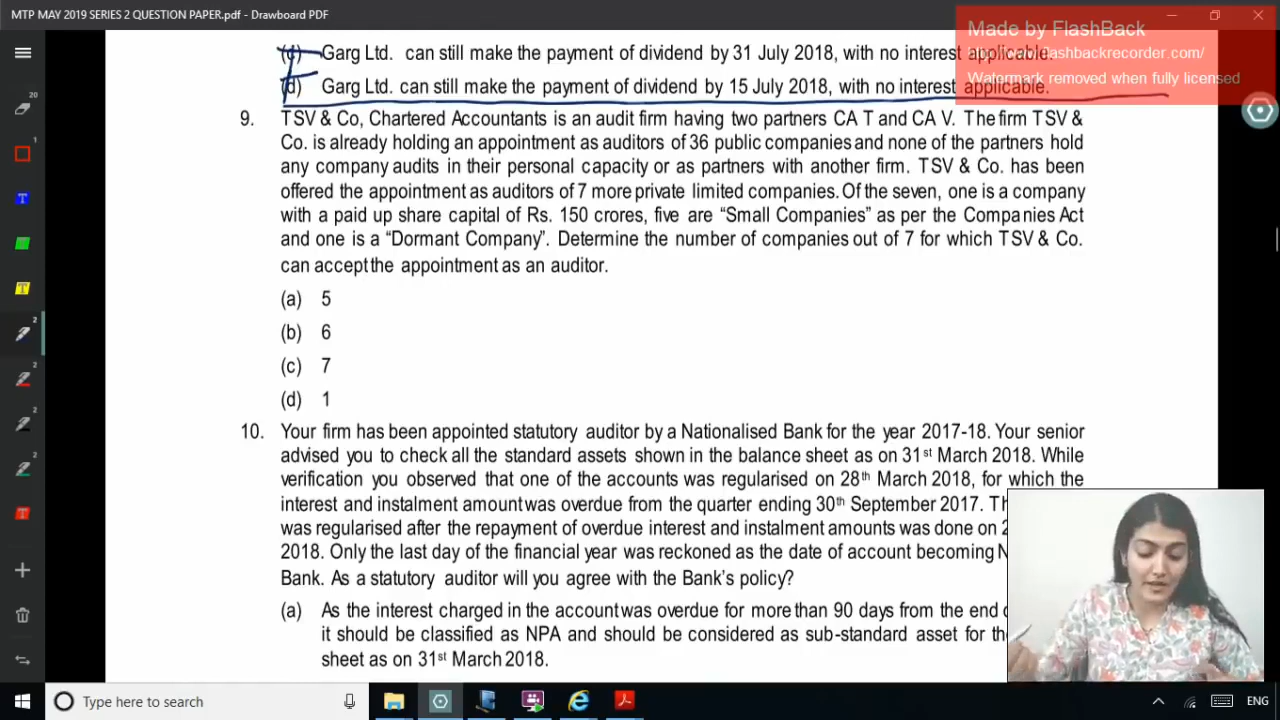 MTP MAY 2019 SERIES 2 QUESTION PAPER.pdf - Drawboard PDF
Made by FlashBack
http://www.flashbackrecorder.com/
Watermark removed when fully licensed
(c) Garg Ltd. can still make the payment of dividend by 31 July 2018, with no interest applicable.
(d) Garg Ltd. can still make the payment of dividend by 15 July 2018, with no interest applicable.
9. TSV & Co, Chartered Accountants is an audit firm having two partners CA T and CA V. The firm TSV &
Co. is already holding an appointment as auditors of 36 public companies and none of the partners hold
any company audits in their personal capacity or as partners with another firm. TSV & Co. has been
offered the appointment as auditors of 7 more private limited companies. Of the seven, one is a company
with a paid up share capital of Rs. 150 crores, five are “Small Companies” as per the Companies Act
and one is a “Dormant Company”. Determine the number of companies out of 7 for which TSV & Co.
can accept the appointment as an auditor.
(a) 5
(b) 6
(c) 7
(d) 1
10. Your firm has been appointed statutory auditor by a Nationalised Bank for the year 2017-18. Your senior
advised you to check all the standard assets shown in the balance sheet as on 31st March 2018. While
verification you observed that one of the accounts was regularised on 28th March 2018, for which the
interest and instalment amount was overdue from the quarter ending 30th September 2017.
was regularised after the repayment of overdue interest and instalment amounts was done on
2018. Only the last day of the financial year was reckoned as the date of account becoming
Bank. As a statutory auditor will you agree with the Bank’s policy?
(a) As the interest charged in the account was overdue for more than 90 days from the end
it should be classified as NPA and should be considered as sub-standard asset for
sheet as on 31st March 2018.
Type here to search
ENG